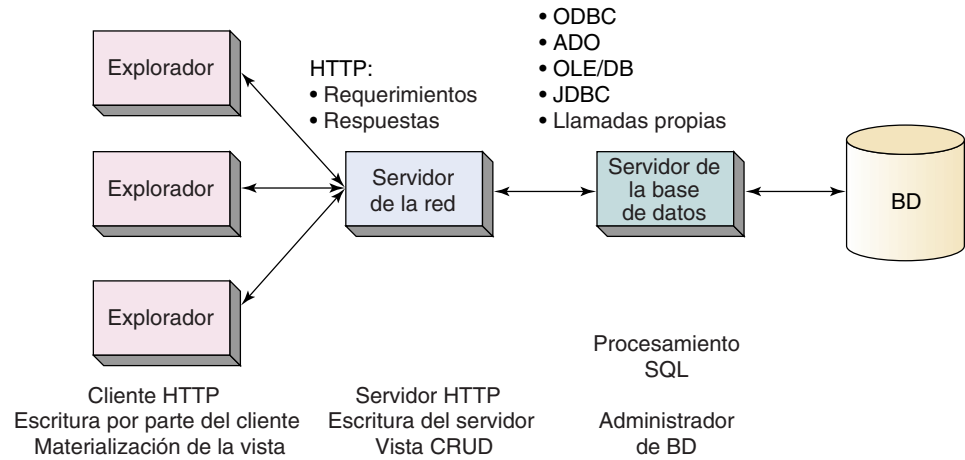 • ODBC
• ADO
• OLE/DB
• JDBC
• Llamadas propias
HTTP:
• Requerimientos
• Respuestas
Explorador
Explorador
Explorador
Servidor
de la red
Servidor de
la base
de datos
BD
Cliente HTTP
Escritura por parte del cliente
Materialización de la vista
Servidor HTTP
Escritura del servidor
Vista CRUD
Procesamiento
SQL
Administrador
de BD